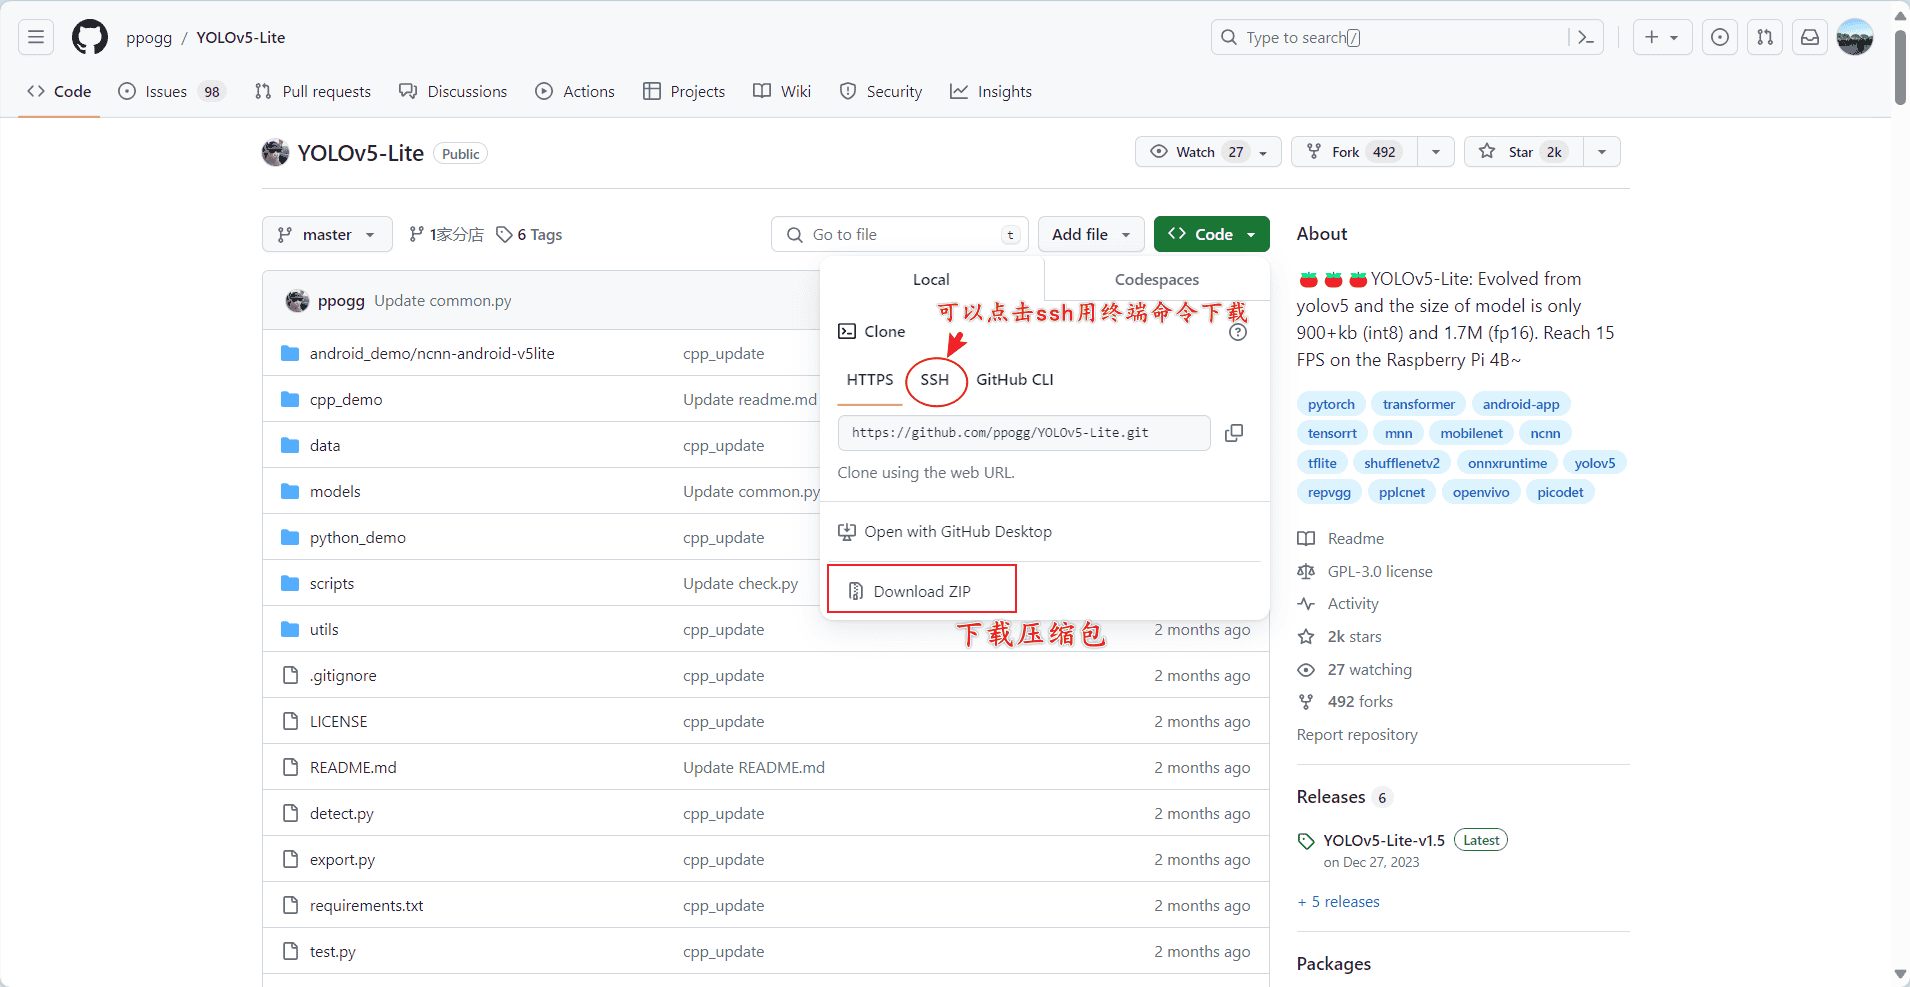 ppogg / YOLOv5-Lite
Type to search /
Code
Issues 98
Pull requests
Discussions
Actions
Projects
Wiki
Security
Insights
YOLOv5-Lite Public
Watch 27
Fork 492
Star 2k
master
1家分店
6 Tags
Go to file t
Add file
Code
Local
Codespaces
可以点击ssh用终端命令下载
Clone
HTTPS
SSH
GitHub CLI
https://github.com/ppogg/YOLOv5-Lite.git
Clone using the web URL.
Open with GitHub Desktop
Download ZIP
下载压缩包
ppogg Update common.py
android_demo/ncnn-android-v5lite cpp_update
cpp_demo Update readme.md
data cpp_update
models Update common.py
python_demo cpp_update
scripts Update check.py
utils cpp_update 2 months ago
.gitignore cpp_update 2 months ago
LICENSE cpp_update 2 months ago
README.md Update README.md 2 months ago
detect.py cpp_update 2 months ago
export.py cpp_update 2 months ago
requirements.txt cpp_update 2 months ago
test.py cpp_update 2 months ago
About
YOLOv5-Lite: Evolved from
yolov5 and the size of model is only
900+kb (int8) and 1.7M (fp16). Reach 15
FPS on the Raspberry Pi 4B~
pytorch transformer android-app
tensorrt mnn mobilenet ncnn
tflite shufflenetv2 onnxruntime yolov5
repvgg pplcnet openvivo picodet
Readme
GPL-3.0 license
Activity
2k stars
27 watching
492 forks
Report repository
Releases 6
YOLOv5-Lite-v1.5 Latest
on Dec 27, 2023
+ 5 releases
Packages